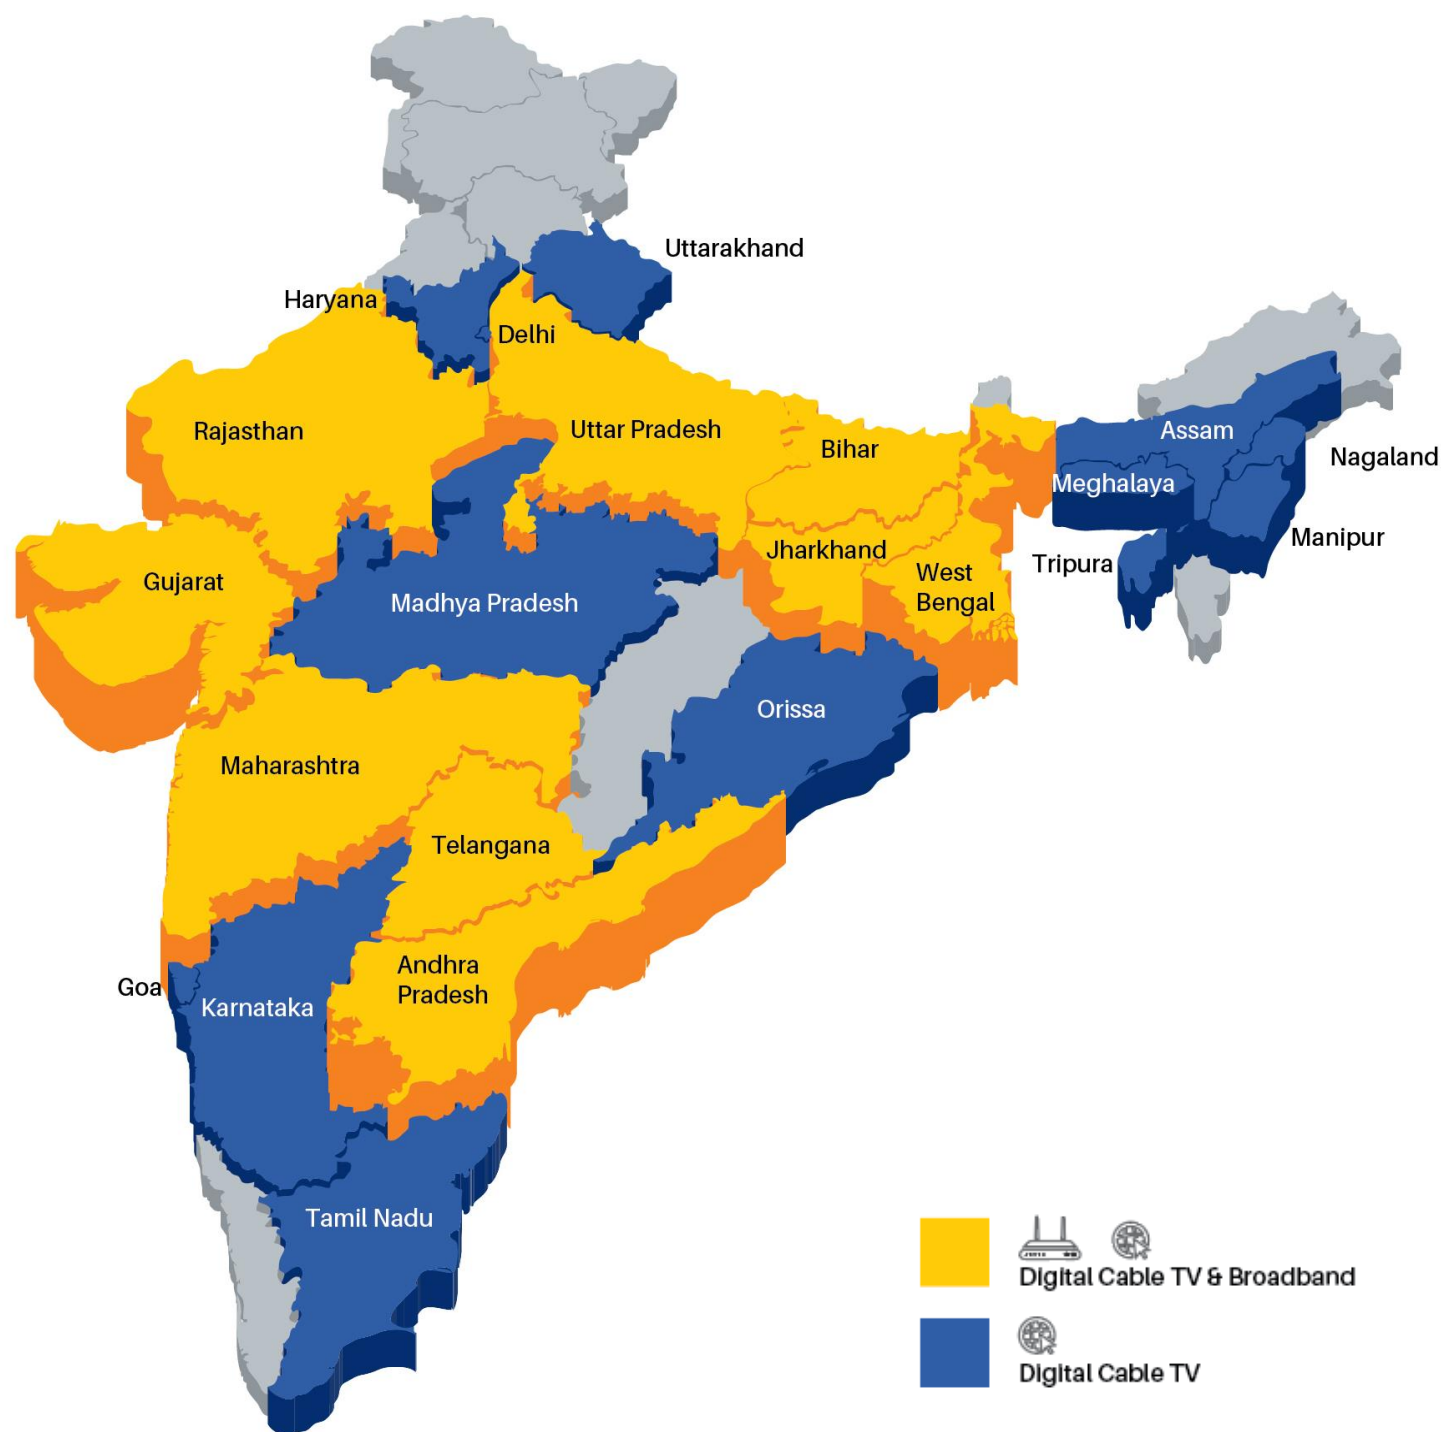 Uttarakhand
Haryana
Delhi
Rajasthan
Uttar Pradesh
Bihar
Assam
Nagaland
Meghalaya
Manipur
Jharkhand
Tripura
West
Bengal
Gujarat
Madhya Pradesh
Orissa
Maharashtra
Telangana
Andhra
Pradesh
Goa
Karnataka
Tamil Nadu
Digital Cable TV & Broadband
Digital Cable TV